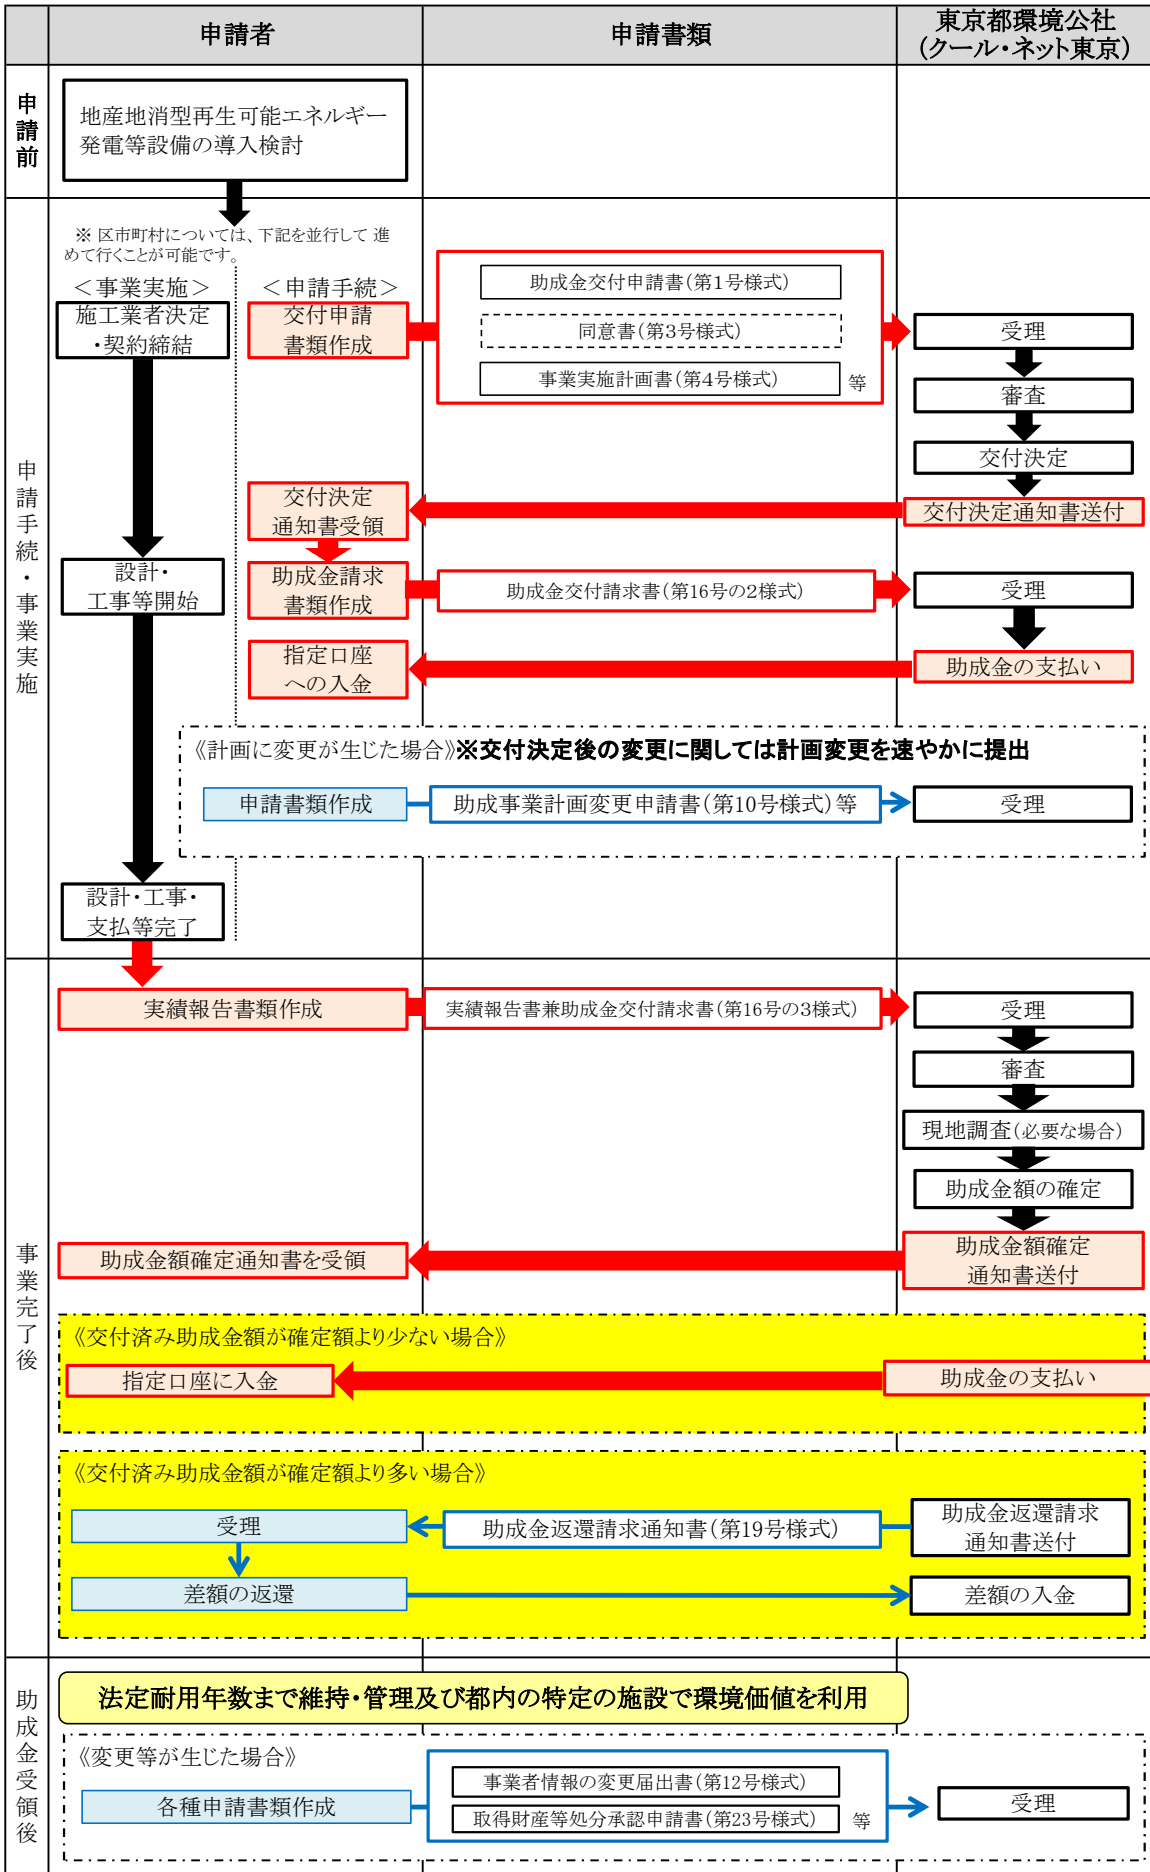 申請者
申請書類
東京都環境公社
(クール・ネット東京)
申請前
地産地消型再生可能エネルギー
発電等設備の導入検討
申請手続・事業実施
※ 区市町村については、下記を並行して 進
めて行くことが可能です。
＜事業実施＞
＜申請手続＞
施工業者決定
・契約締結
交付申請
書類作成
助成金交付申請書(第1号様式)
同意書(第3号様式)
事業実施計画書(第4号様式)
等
受理
審査
交付決定
交付決定
通知書受領
交付決定通知書送付
設計・
工事等開始
助成金請求
書類作成
助成金交付請求書(第16号の2様式)
受理
指定口座
への入金
助成金の支払い
《計画に変更が生じた場合》※交付決定後の変更に関しては計画変更を速やかに提出
申請書類作成
助成事業計画変更申請書(第10号様式)等
受理
設計・工事・
支払等完了
事業完了後
実績報告書類作成
実績報告書兼助成金交付請求書(第16号の3様式)
受理
審査
現地調査(必要な場合)
助成金額の確定
助成金額確定通知書を受領
助成金額確定
通知書送付
《交付済み助成金額が確定額より少ない場合》
指定口座に入金
助成金の支払い
《交付済み助成金額が確定額より多い場合》
受理
助成金返還請求通知書(第19号様式)
助成金返還請求
通知書送付
差額の返還
差額の入金
助成金受領後
法定耐用年数まで維持・管理及び都内の特定の施設で環境価値を利用
《変更等が生じた場合》
各種申請書類作成
事業者情報の変更届出書(第12号様式)
取得財産等処分承認申請書(第23号様式)
等
受理